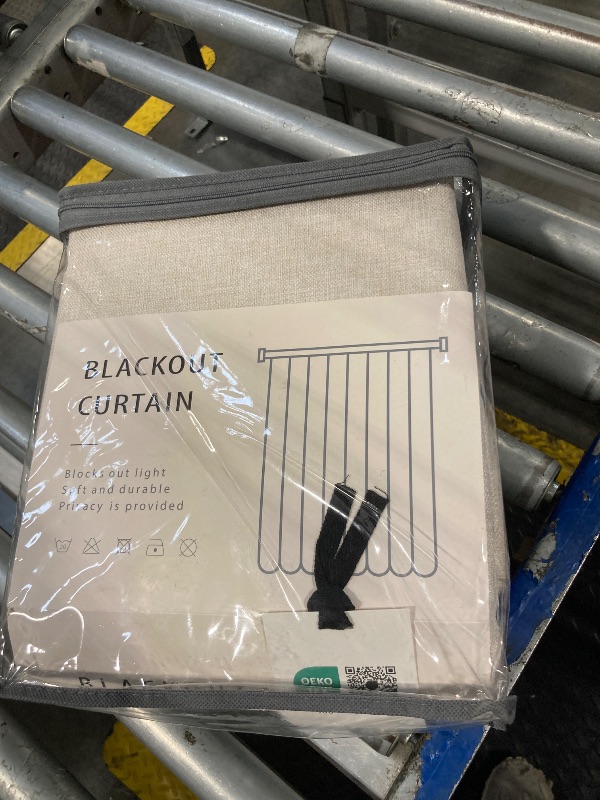 BLACKOUT
CURTAIN
Blocks out light
Soft and durable
Privacy is provided
OEKO